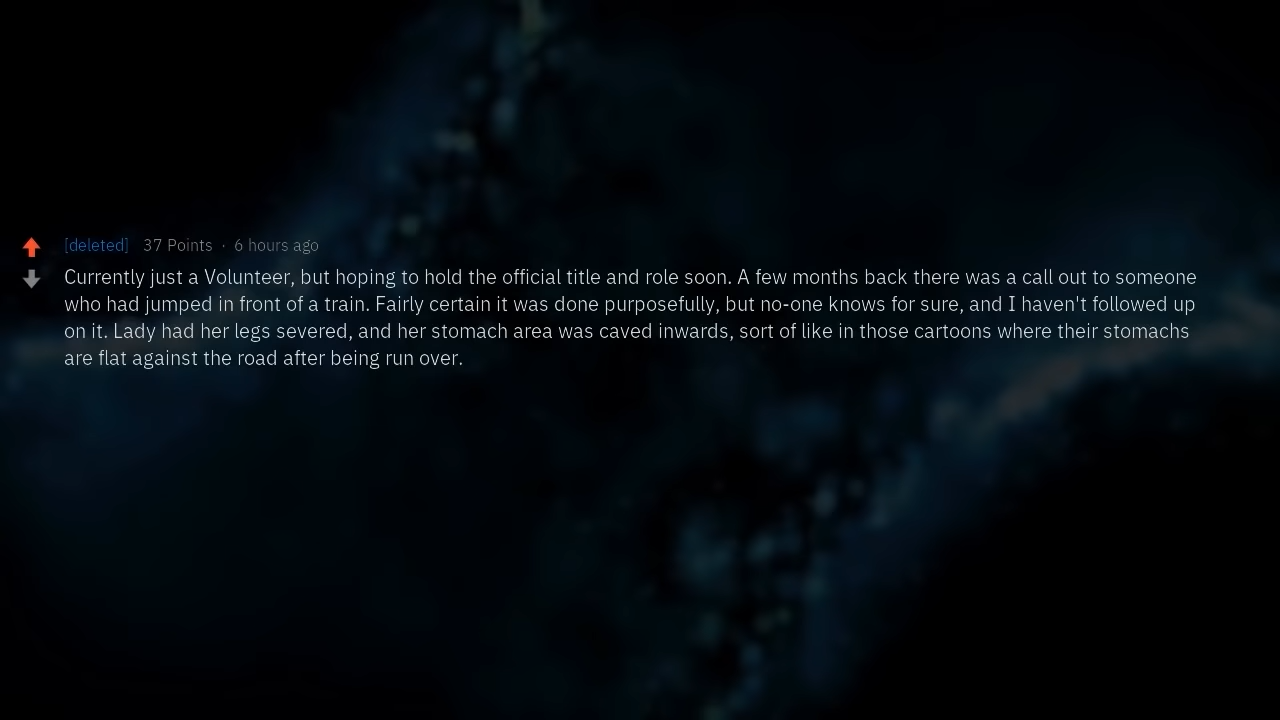 [deleted] 37 Points · 6 hours ago
Currently just a Volunteer, but hoping to hold the official title and role soon. A few months back there was a call out to someone
who had jumped in front of a train. Fairly certain it was done purposefully, but no-one knows for sure, and I haven't followed up
on it. Lady had her legs severed, and her stomach area was caved inwards, sort of like in those cartoons where their stomachs
are flat against the road after being run over.